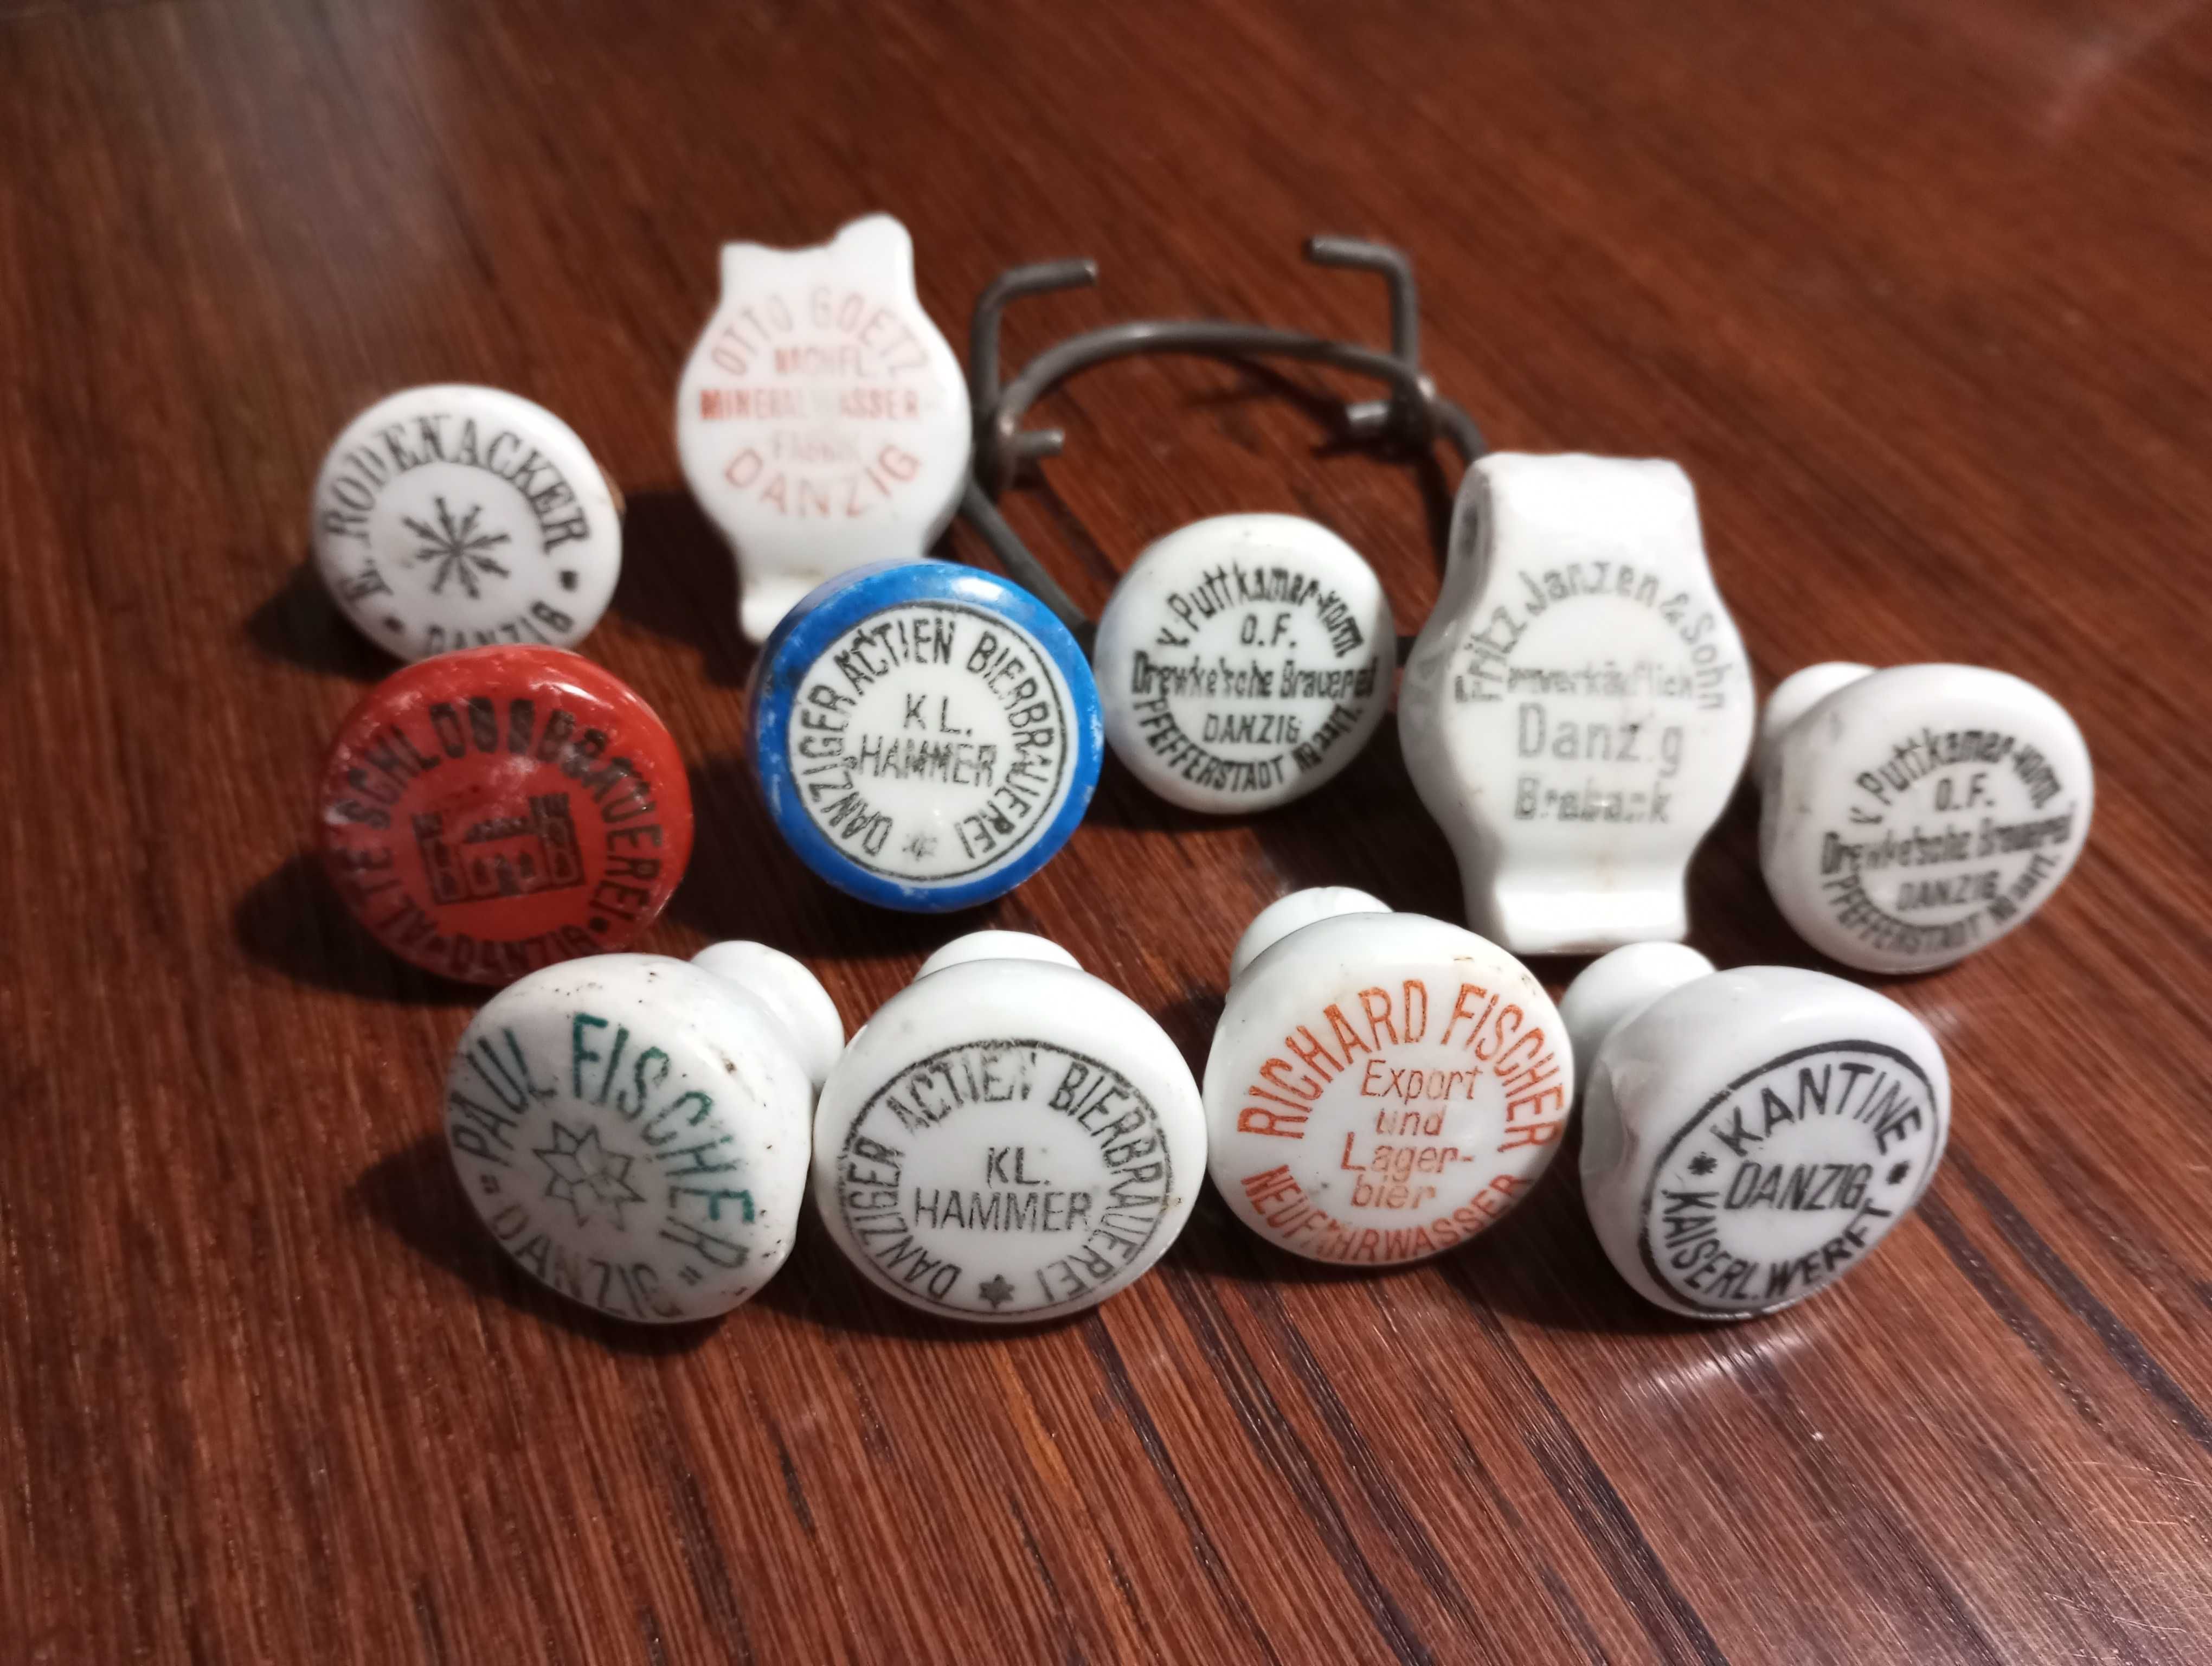 OTTO GOETZ
NACHFL.
MINERALWASSER
FABRIK
DANZIG
E. RODENACKER
* DANZIG *
v. Puttkamer-vorm.
O.F.
Drewke'sche Brauerei
DANZIG
PFEFFERSTADT
Fritz Janzen & Sohn
unverkäuflich
Danzig
Brabank
ALTE SCHLOSSBRAUEREI
DANZIG
DANZIGER ACTIEN BIERBRAUEREI
KL.
HAMMER
v. Puttkamer-vorm.
O.F.
Drewke'sche Brauerei
DANZIG
PFEFFERSTADT
PAUL FISCHER
DANZIG
DANZIGER ACTIEN BIERBRAUEREI
KL.
HAMMER
RICHARD FISCHER
Export
und
Lager-
bier
NEUFAHRWASSER
* KANTINE *
DANZIG
KAISERL. WERFT